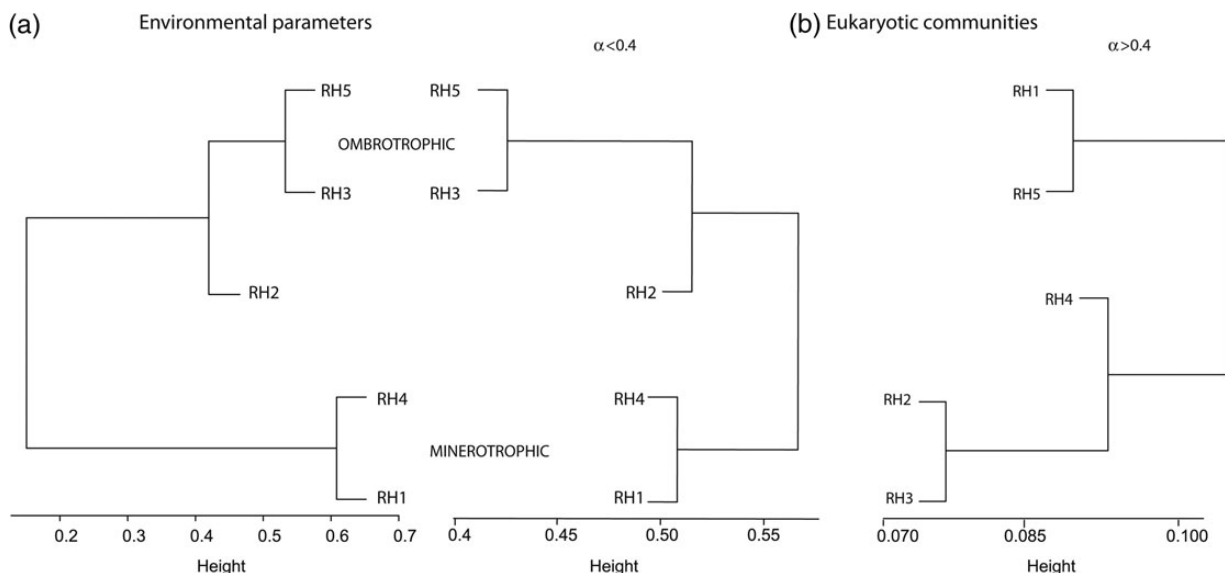 (a) Environmental parameters
α<0.4
(b) Eukaryotic communities
α>0.4
RH5
RH5
RH1
OMBROTROPHIC
RH3
RH3
RH5
RH2
RH2
RH4
RH4
RH4
RH2
MINEROTROPHIC
RH1
RH1
RH3
0.2 0.3 0.4 0.5 0.6 0.7
0.4 0.45 0.50 0.55
0.070 0.085 0.100
Height
Height
Height